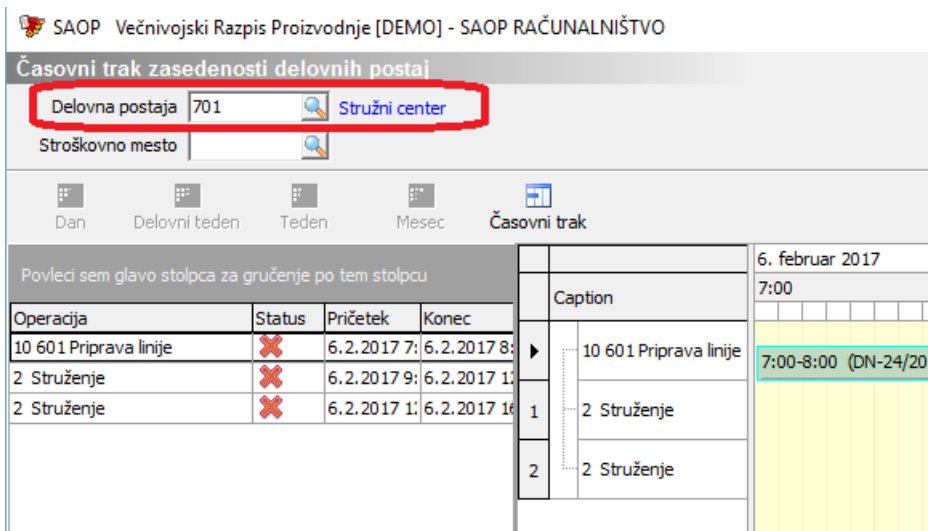 SAOP Večnivojski Razpis Proizvodnje [DEMO] - SAOP RAČUNALNIŠTVO
Časovni trak zasedenosti delovnih postaj
Delovna postaja 701 Stružni center
Stroškovno mesto
Dan Delovni teden Teden Mesec Časovni trak
Povleci sem glavo stolpca za gručenje po tem stolpcu
Operacija Status Pričetek Konec
10 601 Priprava linije 6.2.2017 7: 6.2.2017 8:
2 Struženje 6.2.2017 9: 6.2.2017 12
2 Struženje 6.2.2017 1: 6.2.2017 16
Caption
10 601 Priprava linije
1 2 Struženje
2 2 Struženje
6. februar 2017
7:00
7:00-8:00 (DN-24/20